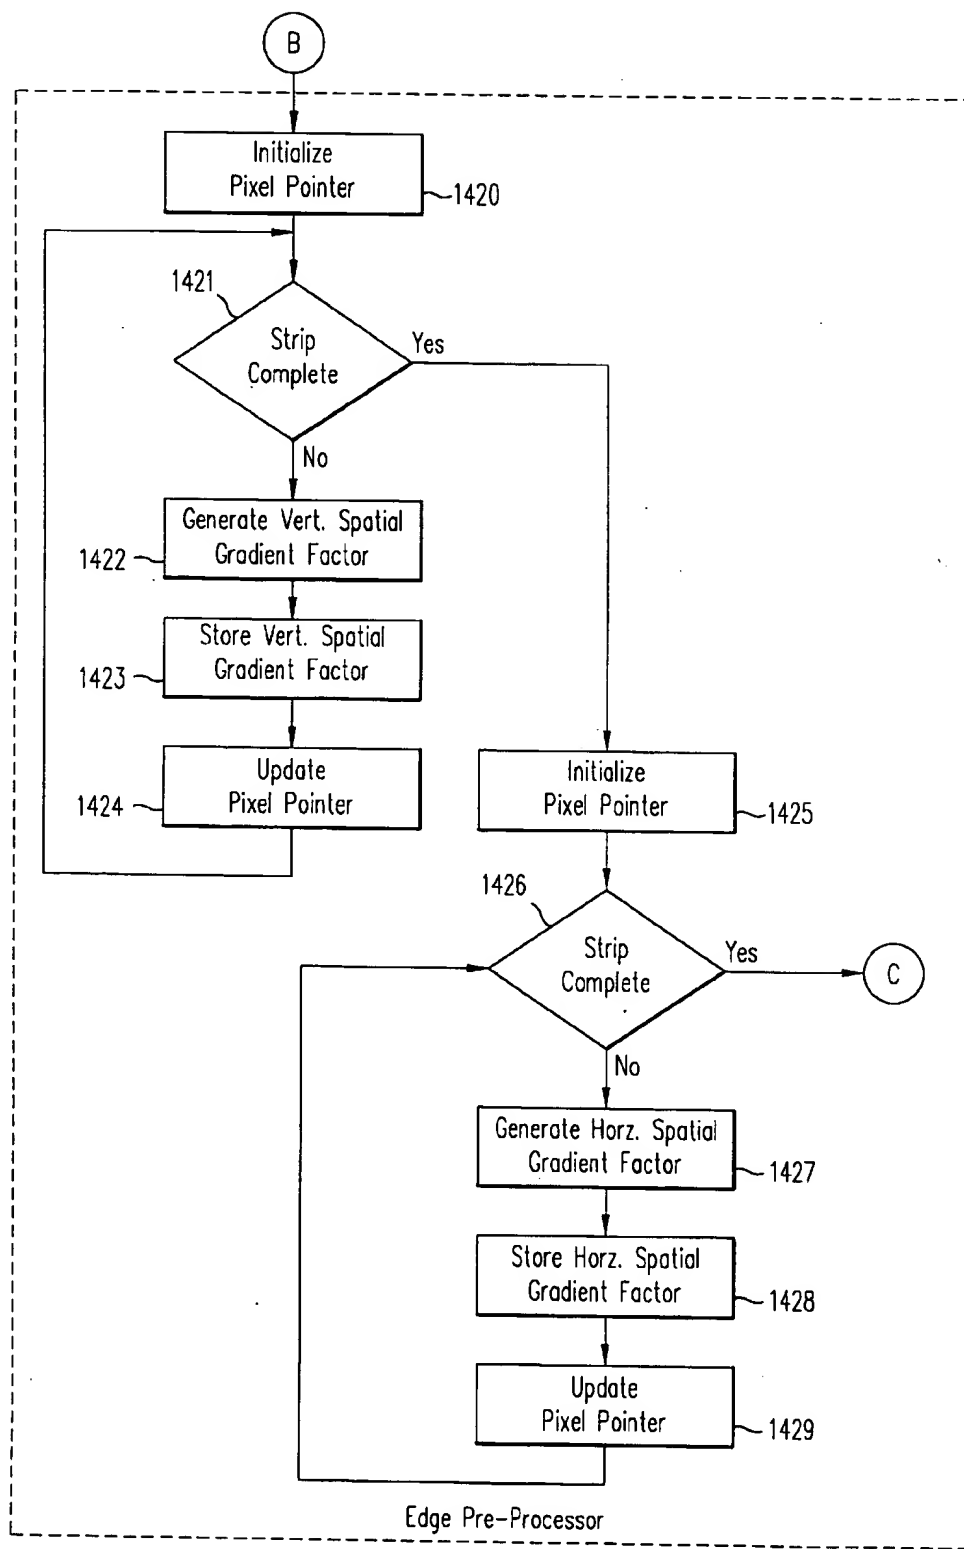 B
Initialize
Pixel Pointer
1420
1421
Strip
Complete
Yes
No
Generate Vert. Spatial
Gradient Factor
1422
Store Vert. Spatial
Gradient Factor
1423
Update
Pixel Pointer
1424
Initialize
Pixel Pointer
1425
1426
Strip
Complete
Yes
C
No
Generate Horz. Spatial
Gradient Factor
1427
Store Horz. Spatial
Gradient Factor
1428
Update
Pixel Pointer
1429
Edge Pre-Processor